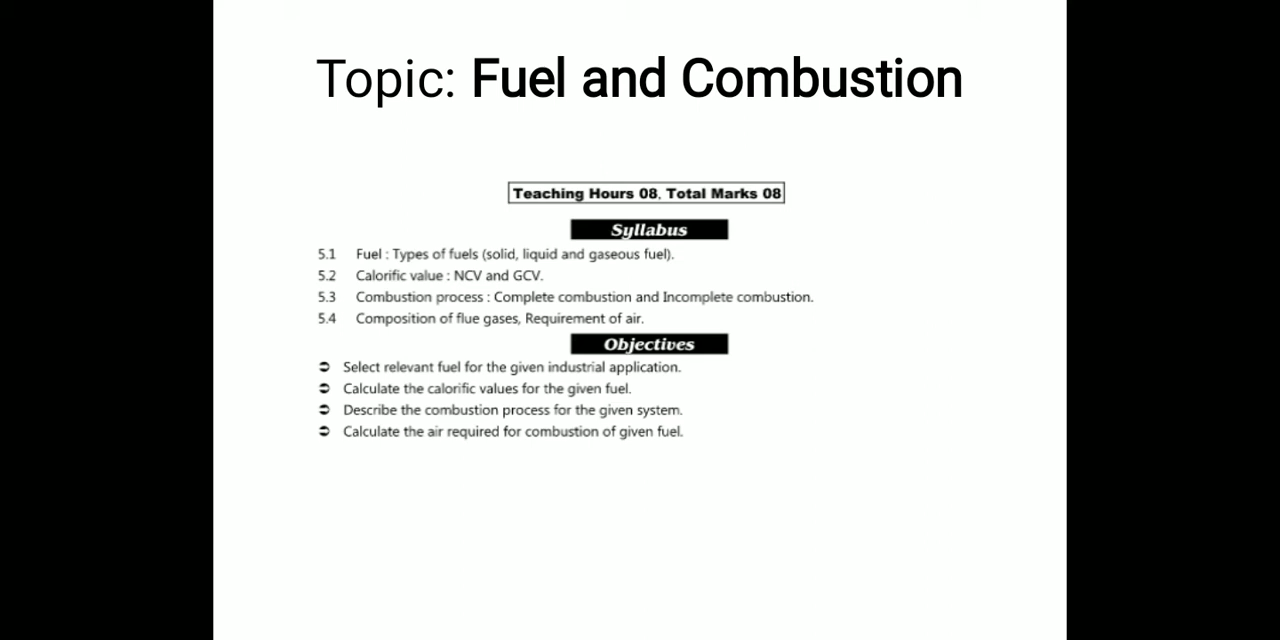 Topic: Fuel and Combustion
Teaching Hours 08, Total Marks 08
Syllabus
5.1 Fuel : Types of fuels (solid, liquid and gaseous fuel).
5.2 Calorific value : NCV and GCV.
5.3 Combustion process : Complete combustion and Incomplete combustion.
5.4 Composition of flue gases, Requirement of air.
Objectives
➲ Select relevant fuel for the given industrial application.
➲ Calculate the calorific values for the given fuel.
➲ Describe the combustion process for the given system.
➲ Calculate the air required for combustion of given fuel.